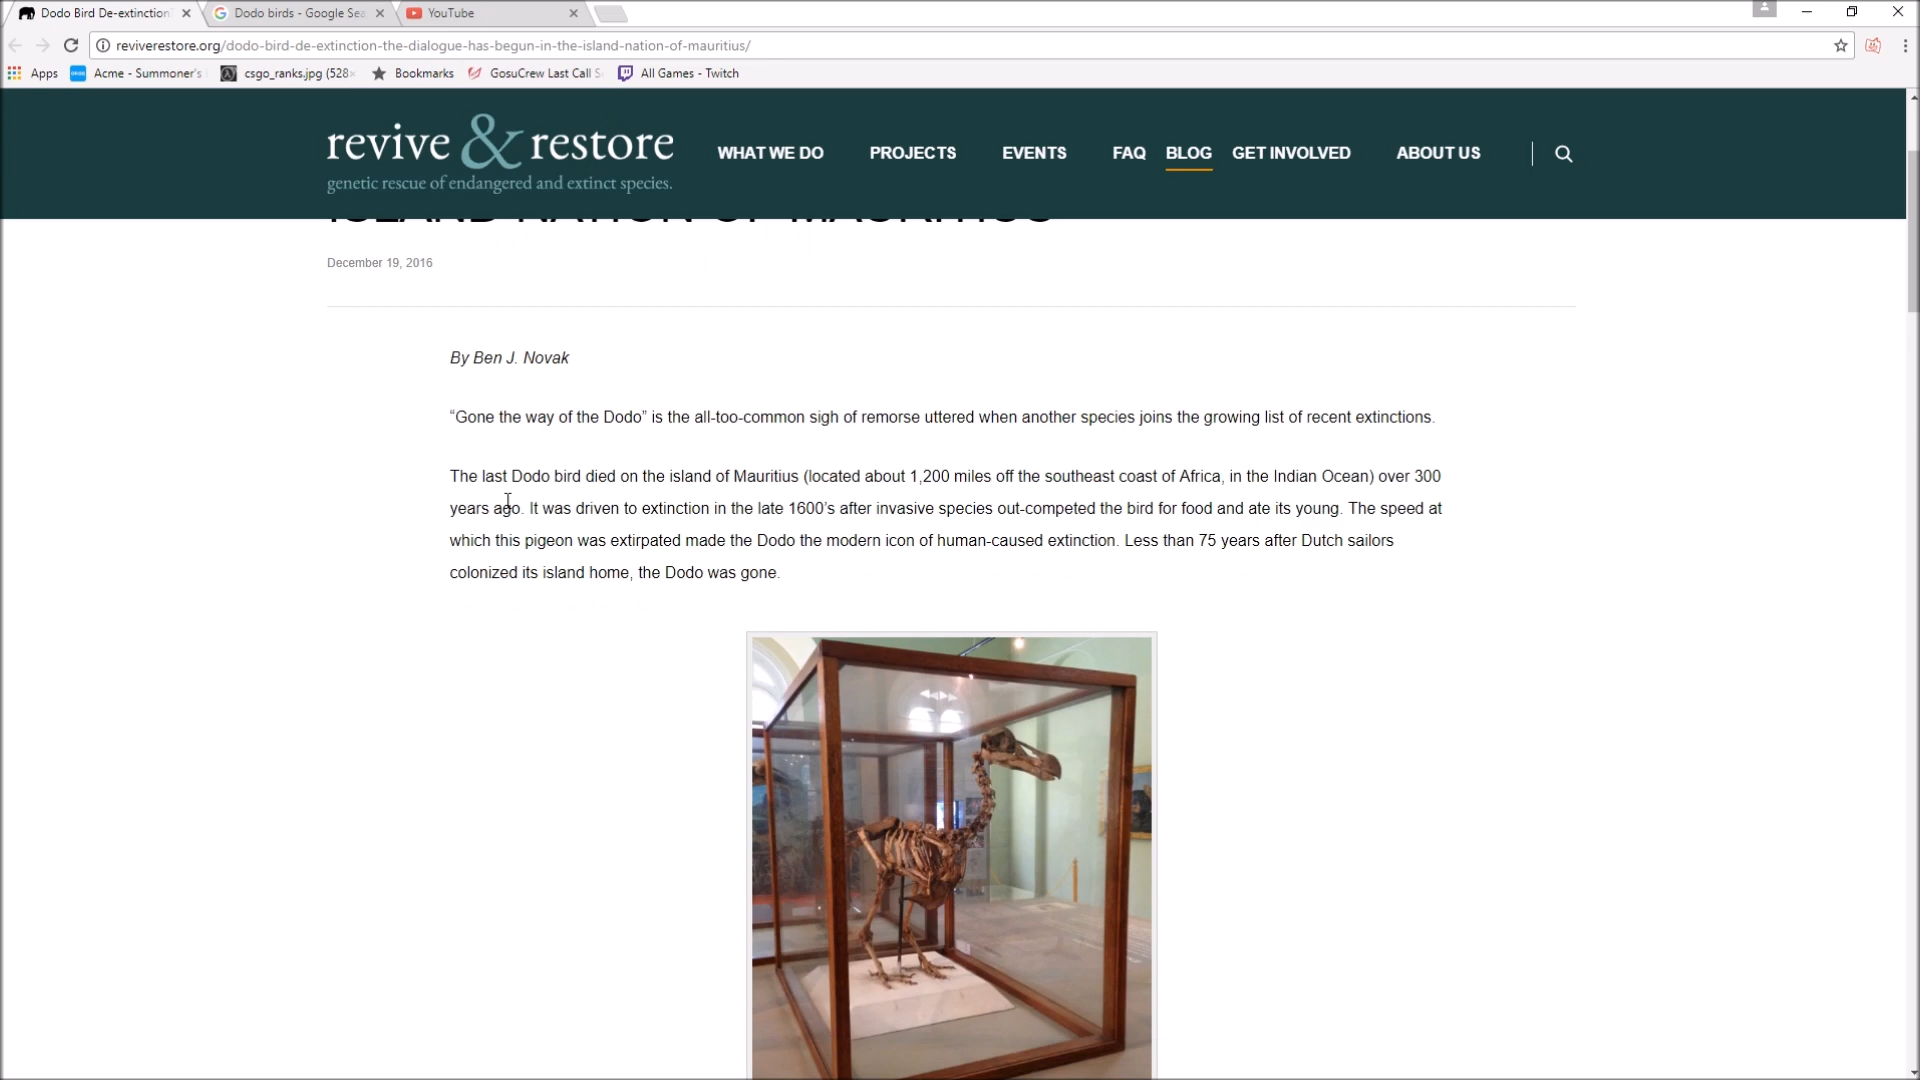 Dodo Bird De-extinction
Dodo birds - Google Sea
YouTube
reviverestore.org/dodo-bird-de-extinction-the-dialogue-has-begun-in-the-island-nation-of-mauritius/
Apps
Acme - Summoner's
csgo_ranks.jpg (528×
Bookmarks
GosuCrew Last Call S
All Games - Twitch
revive & restore
genetic rescue of endangered and extinct species.
WHAT WE DO
PROJECTS
EVENTS
FAQ
BLOG
GET INVOLVED
ABOUT US
ISLAND NATION OF MAURITIUS
December 19, 2016
By Ben J. Novak
“Gone the way of the Dodo” is the all-too-common sigh of remorse uttered when another species joins the growing list of recent extinctions.
The last Dodo bird died on the island of Mauritius (located about 1,200 miles off the southeast coast of Africa, in the Indian Ocean) over 300
years ago. It was driven to extinction in the late 1600’s after invasive species out-competed the bird for food and ate its young. The speed at
which this pigeon was extirpated made the Dodo the modern icon of human-caused extinction. Less than 75 years after Dutch sailors
colonized its island home, the Dodo was gone.